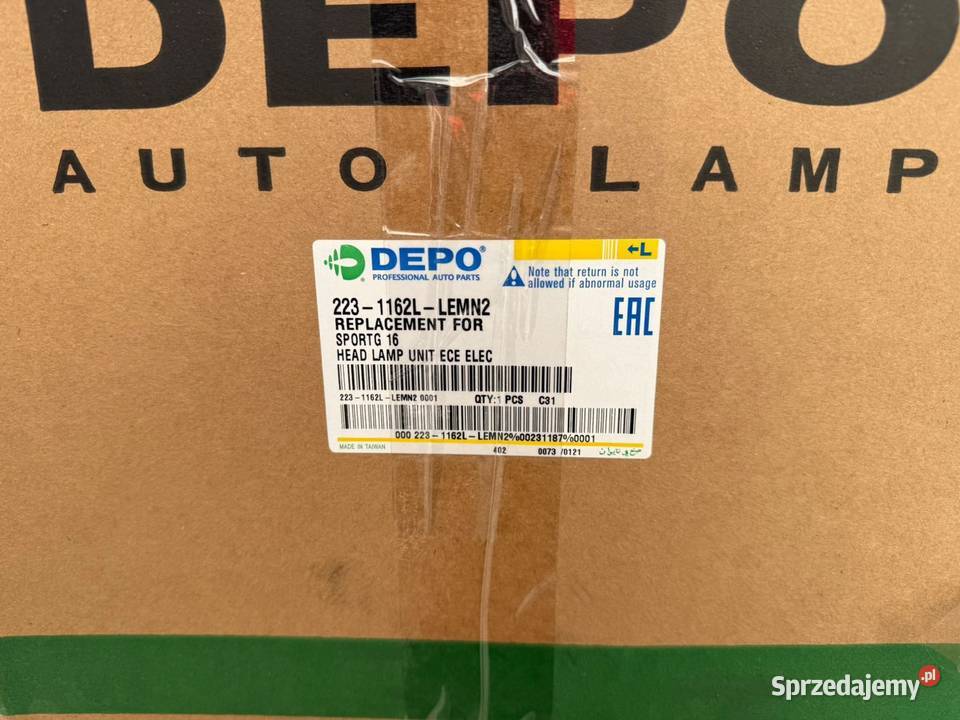 DEPO
AUTO LAMP
DEPO®
PROFESSIONAL AUTO PARTS
←L
Note that return is not
allowed if abnormal usage
223-1162L-LEMN2
REPLACEMENT FOR
SPORTG 16
HEAD LAMP UNIT ECE ELEC
EAC
223-1162L-LEMN2 0001 QTY:1 PCS C31
000 223-1162L-LEMN2%00231187%0001
MADE IN TAIWAN 402 0073 /0121
Sprzedajemy.pl